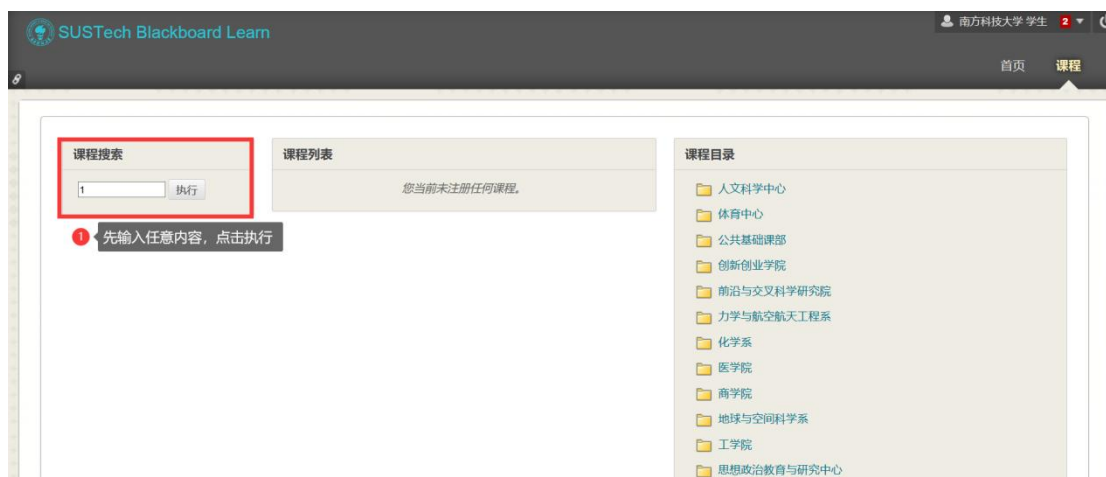 SUSTech Blackboard Learn
南方科技大学 学生 2
首页 课程
课程搜索
1 执行
1 先输入任意内容，点击执行
课程列表
您当前未注册任何课程。
课程目录
人文科学中心
体育中心
公共基础课部
创新创业学院
前沿与交叉科学研究院
力学与航空航天工程系
化学系
医学院
商学院
地球与空间科学系
工学院
思想政治教育与研究中心